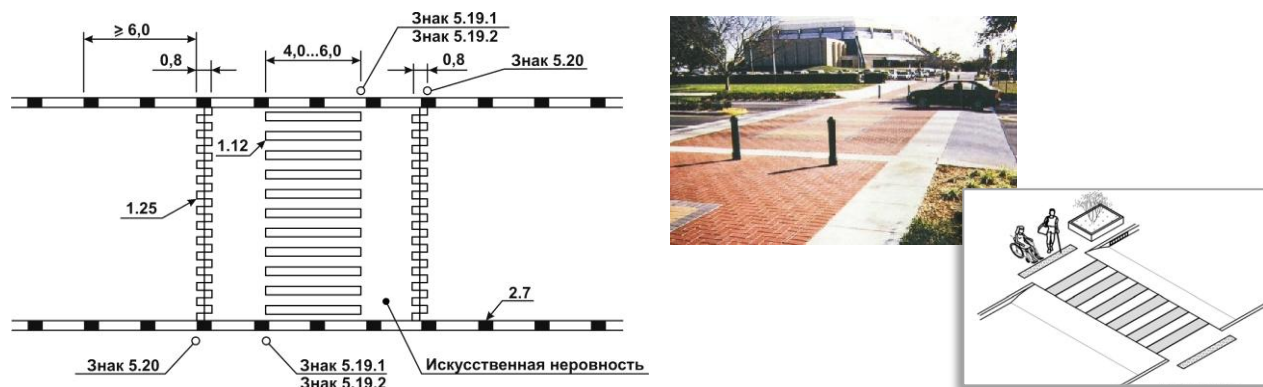 Знак 5.19.1
Знак 5.19.2
≥ 6,0
4,0...6,0
0,8
0,8
Знак 5.20
1.12
1.25
2.7
Знак 5.20
Знак 5.19.1
Знак 5.19.2
Искусственная неровность